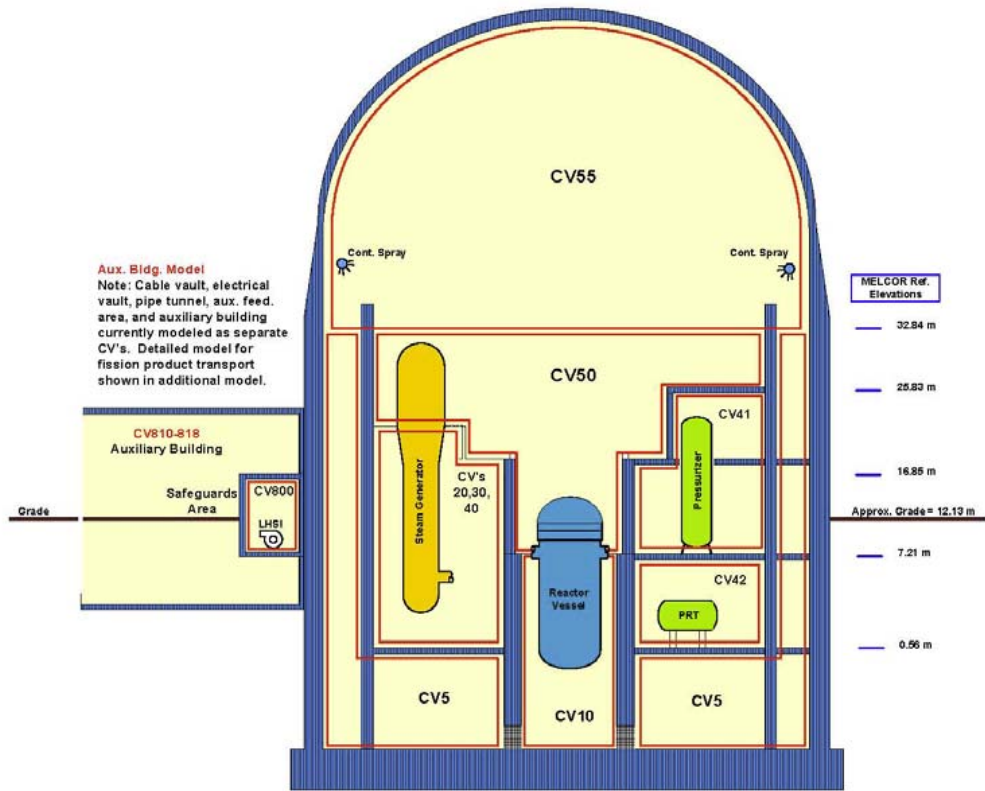 CV55
Cont. Spray
Cont. Spray
Aux. Bldg. Model
Note: Cable vault, electrical
vault, pipe tunnel, aux. feed.
area, and auxiliary building
currently modeled as separate
CV's. Detailed model for
fission product transport
shown in additional model.
MELCOR Ref.
Elevations
32.84 m
CV50
25.83 m
CV41
CV810-818
Auxiliary Building
Pressurizer
16.85 m
CV's
20,30,
40
Steam Generator
Safeguards
Area
CV800
LHSI
Grade
Approx. Grade = 12.13 m
7.21 m
CV42
Reactor
Vessel
PRT
0.56 m
CV5
CV10
CV5